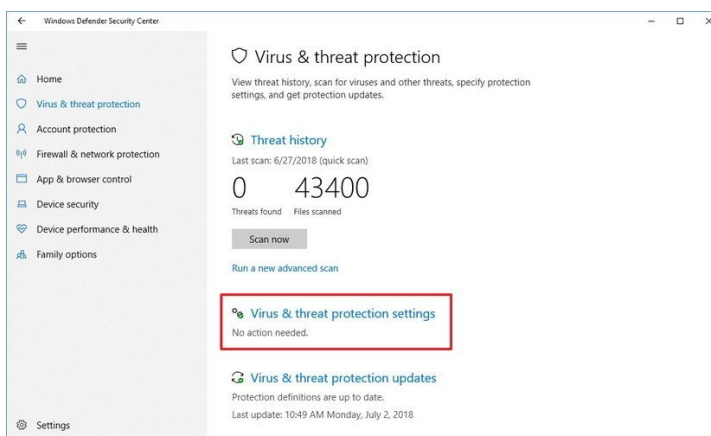 Windows Defender Security Center
Home
Virus & threat protection
Account protection
Firewall & network protection
App & browser control
Device security
Device performance & health
Family options
Settings
Virus & threat protection
View threat history, scan for viruses and other threats, specify protection
settings, and get protection updates.
Threat history
Last scan: 6/27/2018 (quick scan)
0 43400
Threats found Files scanned
Scan now
Run a new advanced scan
Virus & threat protection settings
No action needed.
Virus & threat protection updates
Protection definitions are up to date.
Last update: 10:49 AM Monday, July 2, 2018